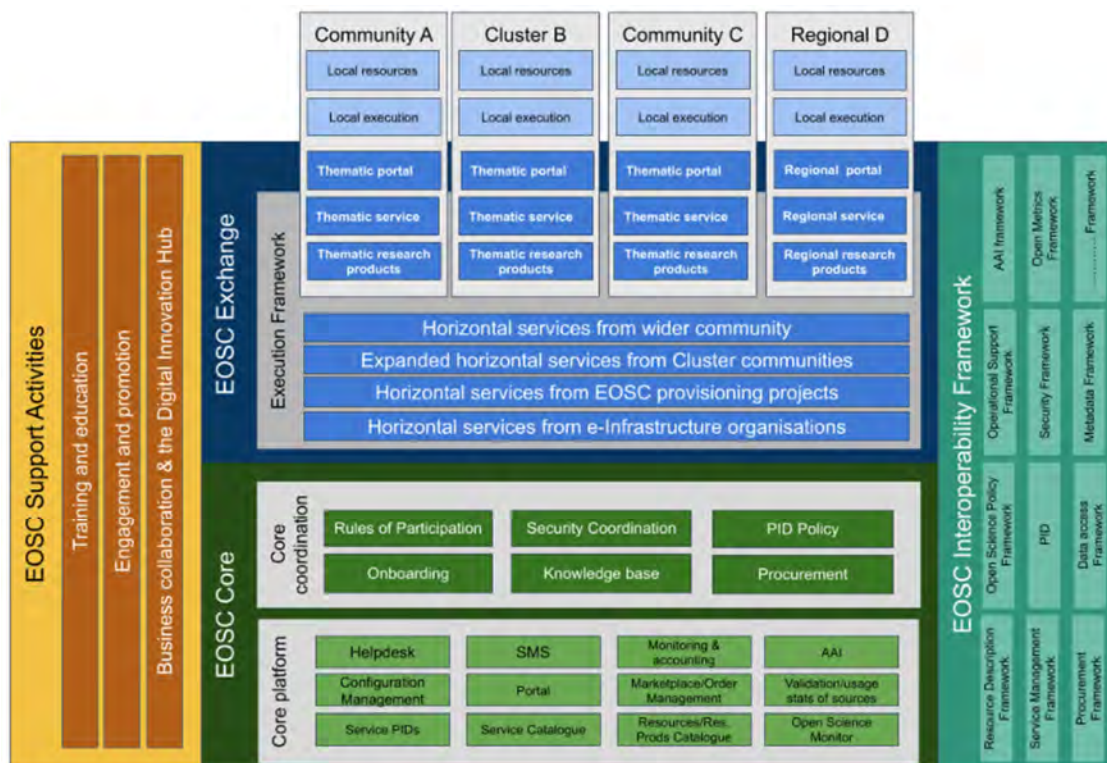 Community A
Cluster B
Community C
Regional D
Local resources
Local resources
Local resources
Local resources
Local execution
Local execution
Local execution
Local execution
Thematic portal
Thematic portal
Thematic portal
Regional portal
Thematic service
Thematic service
Thematic service
Regional service
Thematic research
products
Thematic research
products
Thematic research
products
Regional research
products
EOSC Support Activities
Training and education
Engagement and promotion
Business collaboration & the Digital Innovation Hub
EOSC Exchange
Execution Framework
Horizontal services from wider community
Expanded horizontal services from Cluster communities
Horizontal services from EOSC provisioning projects
Horizontal services from e-Infrastructure organisations
EOSC Core
Core
coordination
Rules of Participation
Security Coordination
PID Policy
Onboarding
Knowledge base
Procurement
Core platform
Helpdesk
SMS
Monitoring &
accounting
AAI
Configuration
Management
Portal
Marketplace/Order
Management
Validation/usage
stats of sources
Service PIDs
Service Catalogue
Resources/Res.
Prods Catalogue
Open Science
Monitor
EOSC Interoperability Framework
AAI framework
Open Metrics
Framework
........... Framework
Operational Support
Framework
Security Framework
Metadata Framework
Open Science Policy
Framework
PID
Data access
Framework
Resource Description
Framework
Service Management
Framework
Procurement
Framework